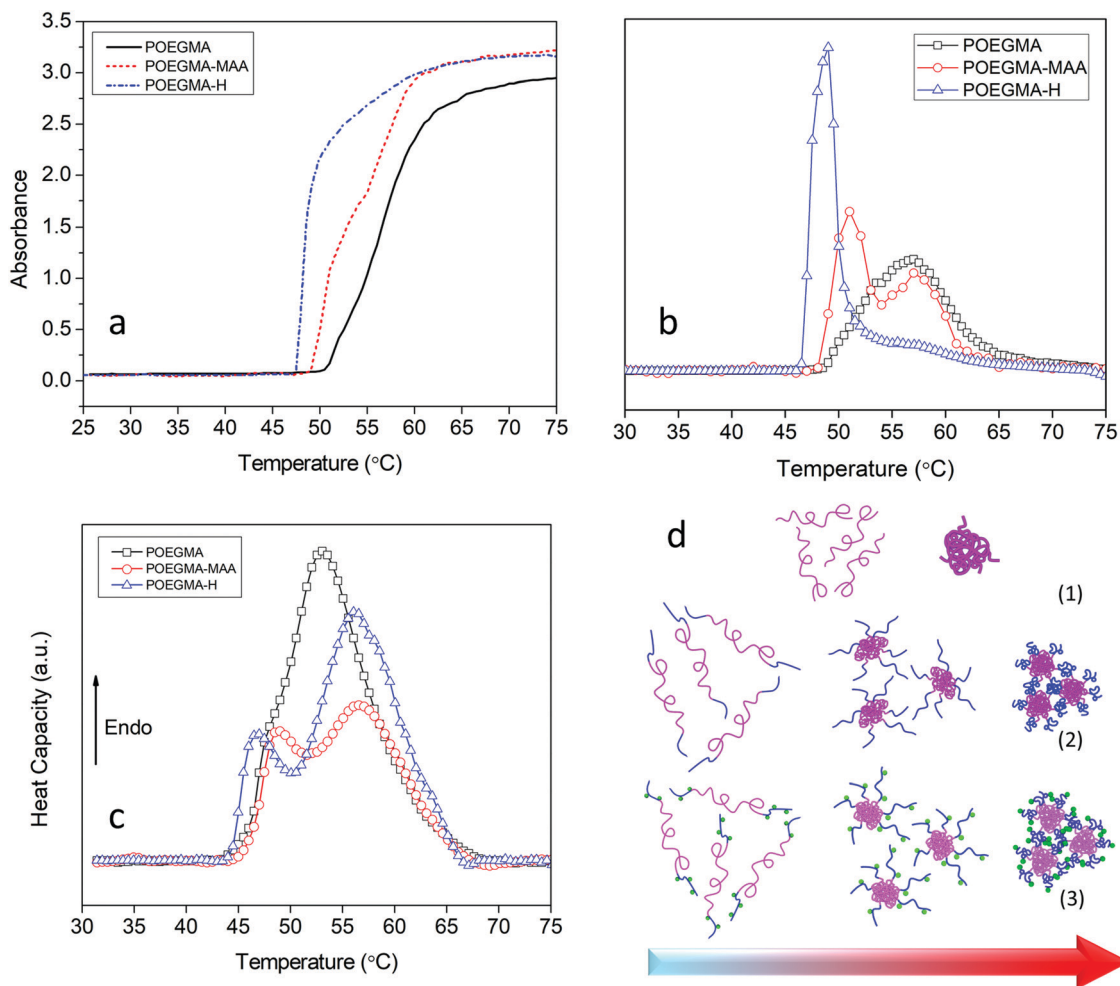 POEGMA
POEGMA-MAA
POEGMA-H
3.5
3.0
2.5
2.0
1.5
1.0
0.5
0.0
Absorbance
a
25 30 35 40 45 50 55 60 65 70 75
Temperature (°C)
POEGMA
POEGMA-MAA
POEGMA-H
b
30 35 40 45 50 55 60 65 70 75
Temperature (°C)
POEGMA
POEGMA-MAA
POEGMA-H
Heat Capacity (a.u.)
Endo
c
30 35 40 45 50 55 60 65 70 75
Temperature (°C)
d
(1)
(2)
(3)